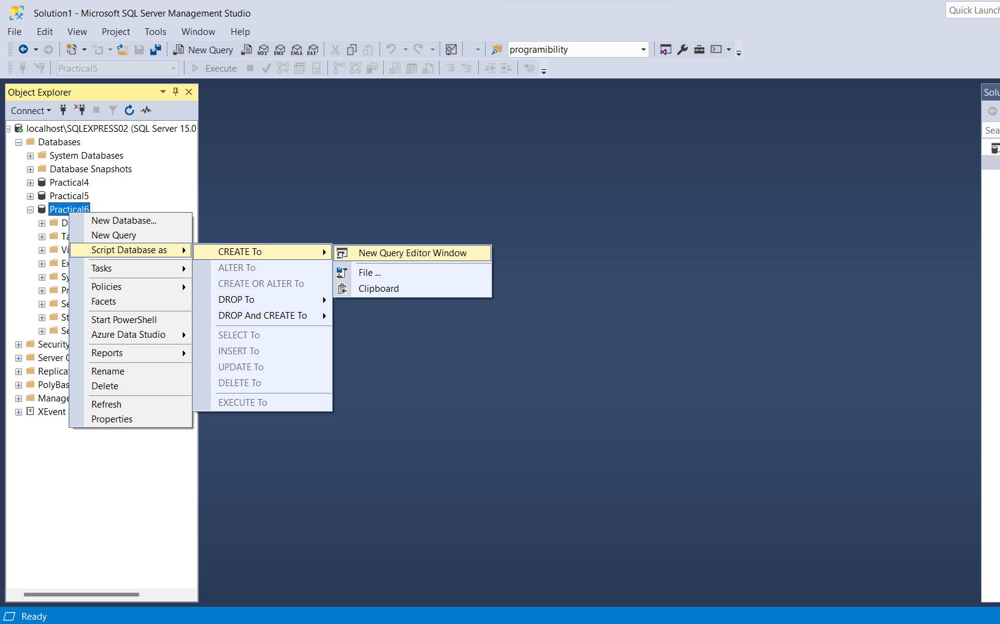 Solution1 - Microsoft SQL Server Management Studio
Quick Launch
File Edit View Project Tools Window Help
New Query MDX DMX XMLA DAX programibility
Practical5 Execute
Object Explorer
Connect
localhost\SQLEXPRESS02 (SQL Server 15.0
Databases
System Databases
Database Snapshots
Practical4
Practical5
Practical6
D
Ta
Vi
Ex
Sy
Pr
Se
St
Se
Security
Server
Replica
PolyBas
Manage
XEvent
New Database...
New Query
Script Database as
Tasks
Policies
Facets
Start PowerShell
Azure Data Studio
Reports
Rename
Delete
Refresh
Properties
CREATE To
ALTER To
CREATE OR ALTER To
DROP To
DROP And CREATE To
SELECT To
INSERT To
UPDATE To
DELETE To
EXECUTE To
New Query Editor Window
File ...
Clipboard
Solu
Sea
Ready